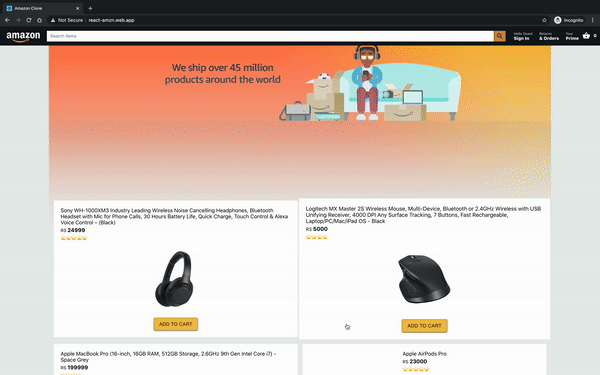 Amazon Clone
Not Secure | react-amzn.web.app
Incognito
amazon
Search items
Hello Guest
Sign In
Returns
& Orders
Your
Prime
0
We ship over 45 million
products around the world
Sony WH-1000XM3 Industry Leading Wireless Noise Cancelling Headphones, Bluetooth
Headset with Mic for Phone Calls, 30 Hours Battery Life, Quick Charge, Touch Control & Alexa
Voice Control – (Black)
RS 24999
ADD TO CART
Logitech MX Master 2S Wireless Mouse, Multi-Device, Bluetooth or 2.4GHz Wireless with USB
Unifying Receiver, 4000 DPI Any Surface Tracking, 7 Buttons, Fast Rechargeable,
Laptop/PC/Mac/iPad OS - Black
RS 5000
ADD TO CART
Apple MacBook Pro (16-inch, 16GB RAM, 512GB Storage, 2.6GHz 9th Gen Intel Core i7) -
Space Grey
RS 199999
Apple AirPods Pro
RS 23000